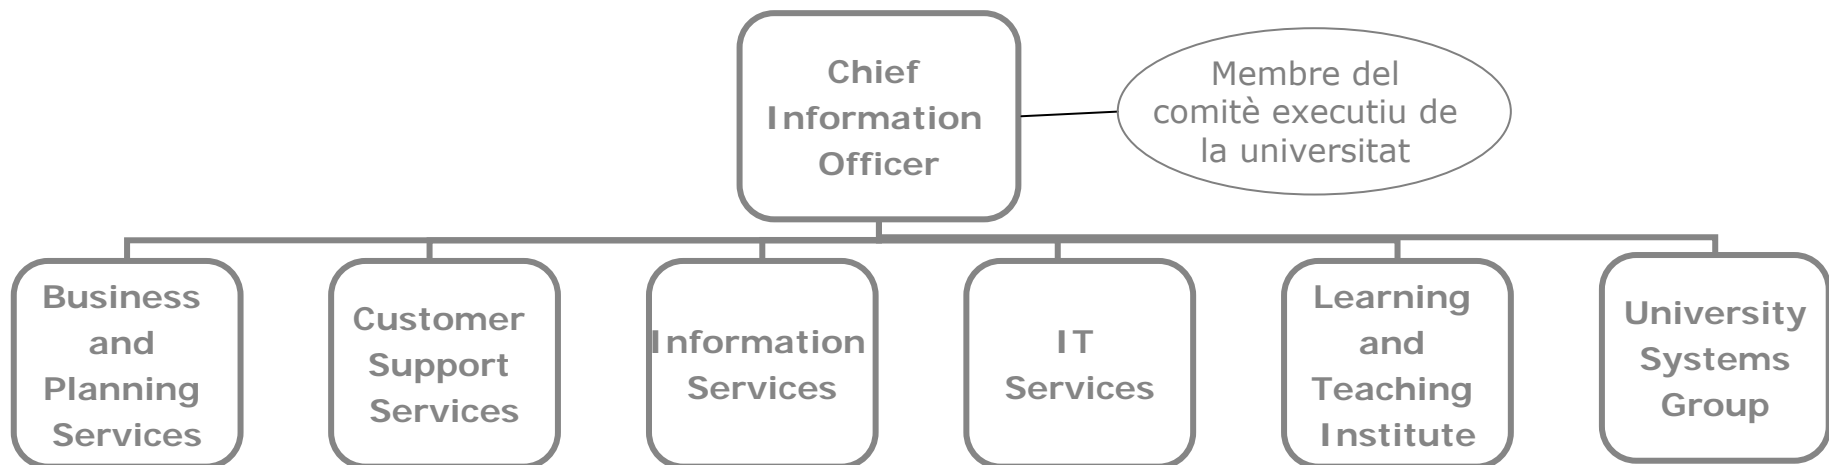 Chief
Information
Officer
Membre del
comitè executiu de
la universitat
Business
and
Planning
Services
Customer
Support
Services
Information
Services
IT
Services
Learning
and
Teaching
Institute
University
Systems
Group